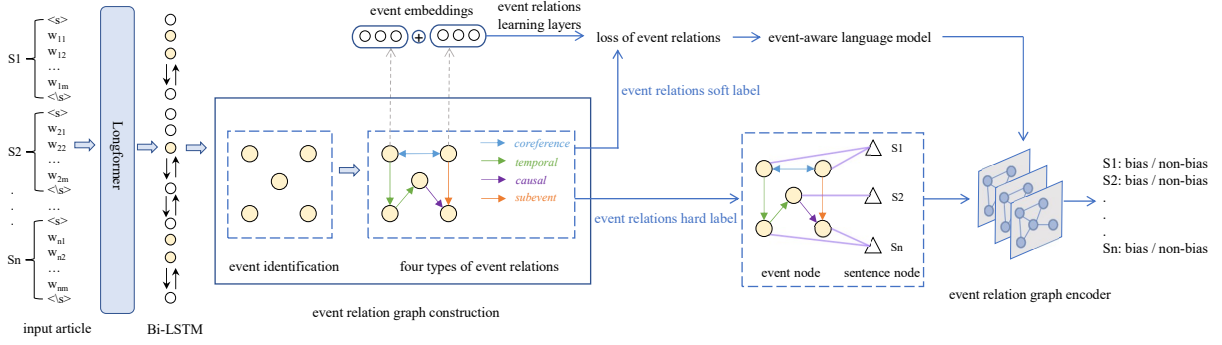 S1
<s>
w11
w12
...
w1m
<\s>
S2
<s>
w21
w22
...
w2m
<\s>
.
.
.
...
Sn
<s>
wn1
wn2
...
wnm
<\s>
input article
Longformer
Bi-LSTM
event identification
four types of event relations
coreference
temporal
causal
subevent
event relation graph construction
event embeddings
+
event relations
learning layers
loss of event relations
event-aware language model
event relations soft label
event relations hard label
S1
S2
Sn
event node
sentence node
event relation graph encoder
S1: bias / non-bias
S2: bias / non-bias
.
.
.
Sn: bias / non-bias